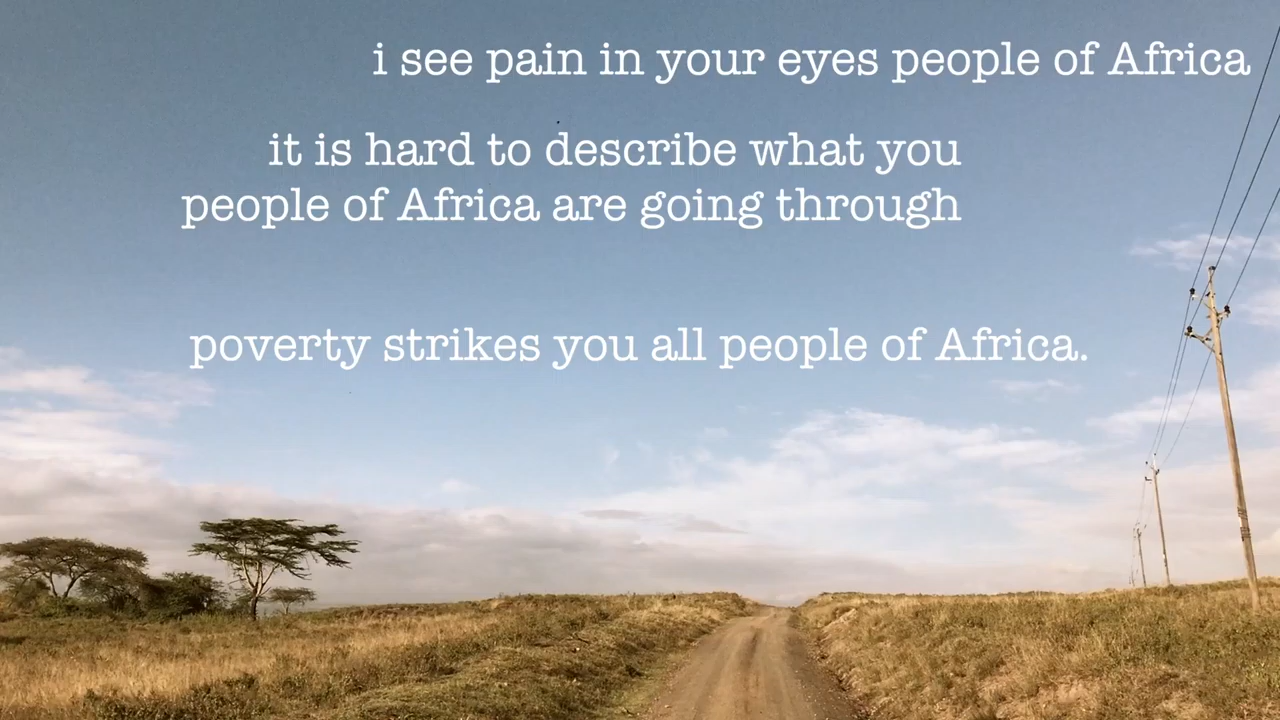 i see pain in your eyes people of Africa
it is hard to describe what you
people of Africa are going through
poverty strikes you all people of Africa.